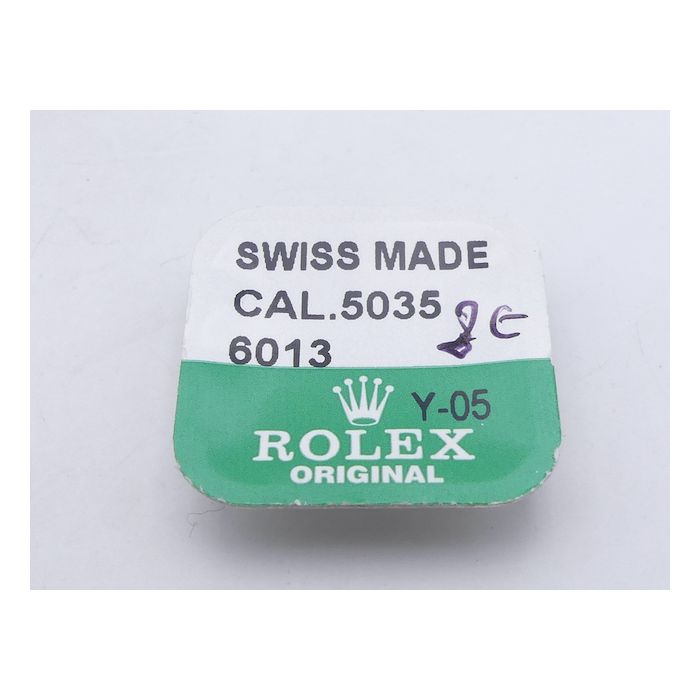 SWISS MADE
CAL.5035
6013
Y-05
ROLEX
ORIGINAL